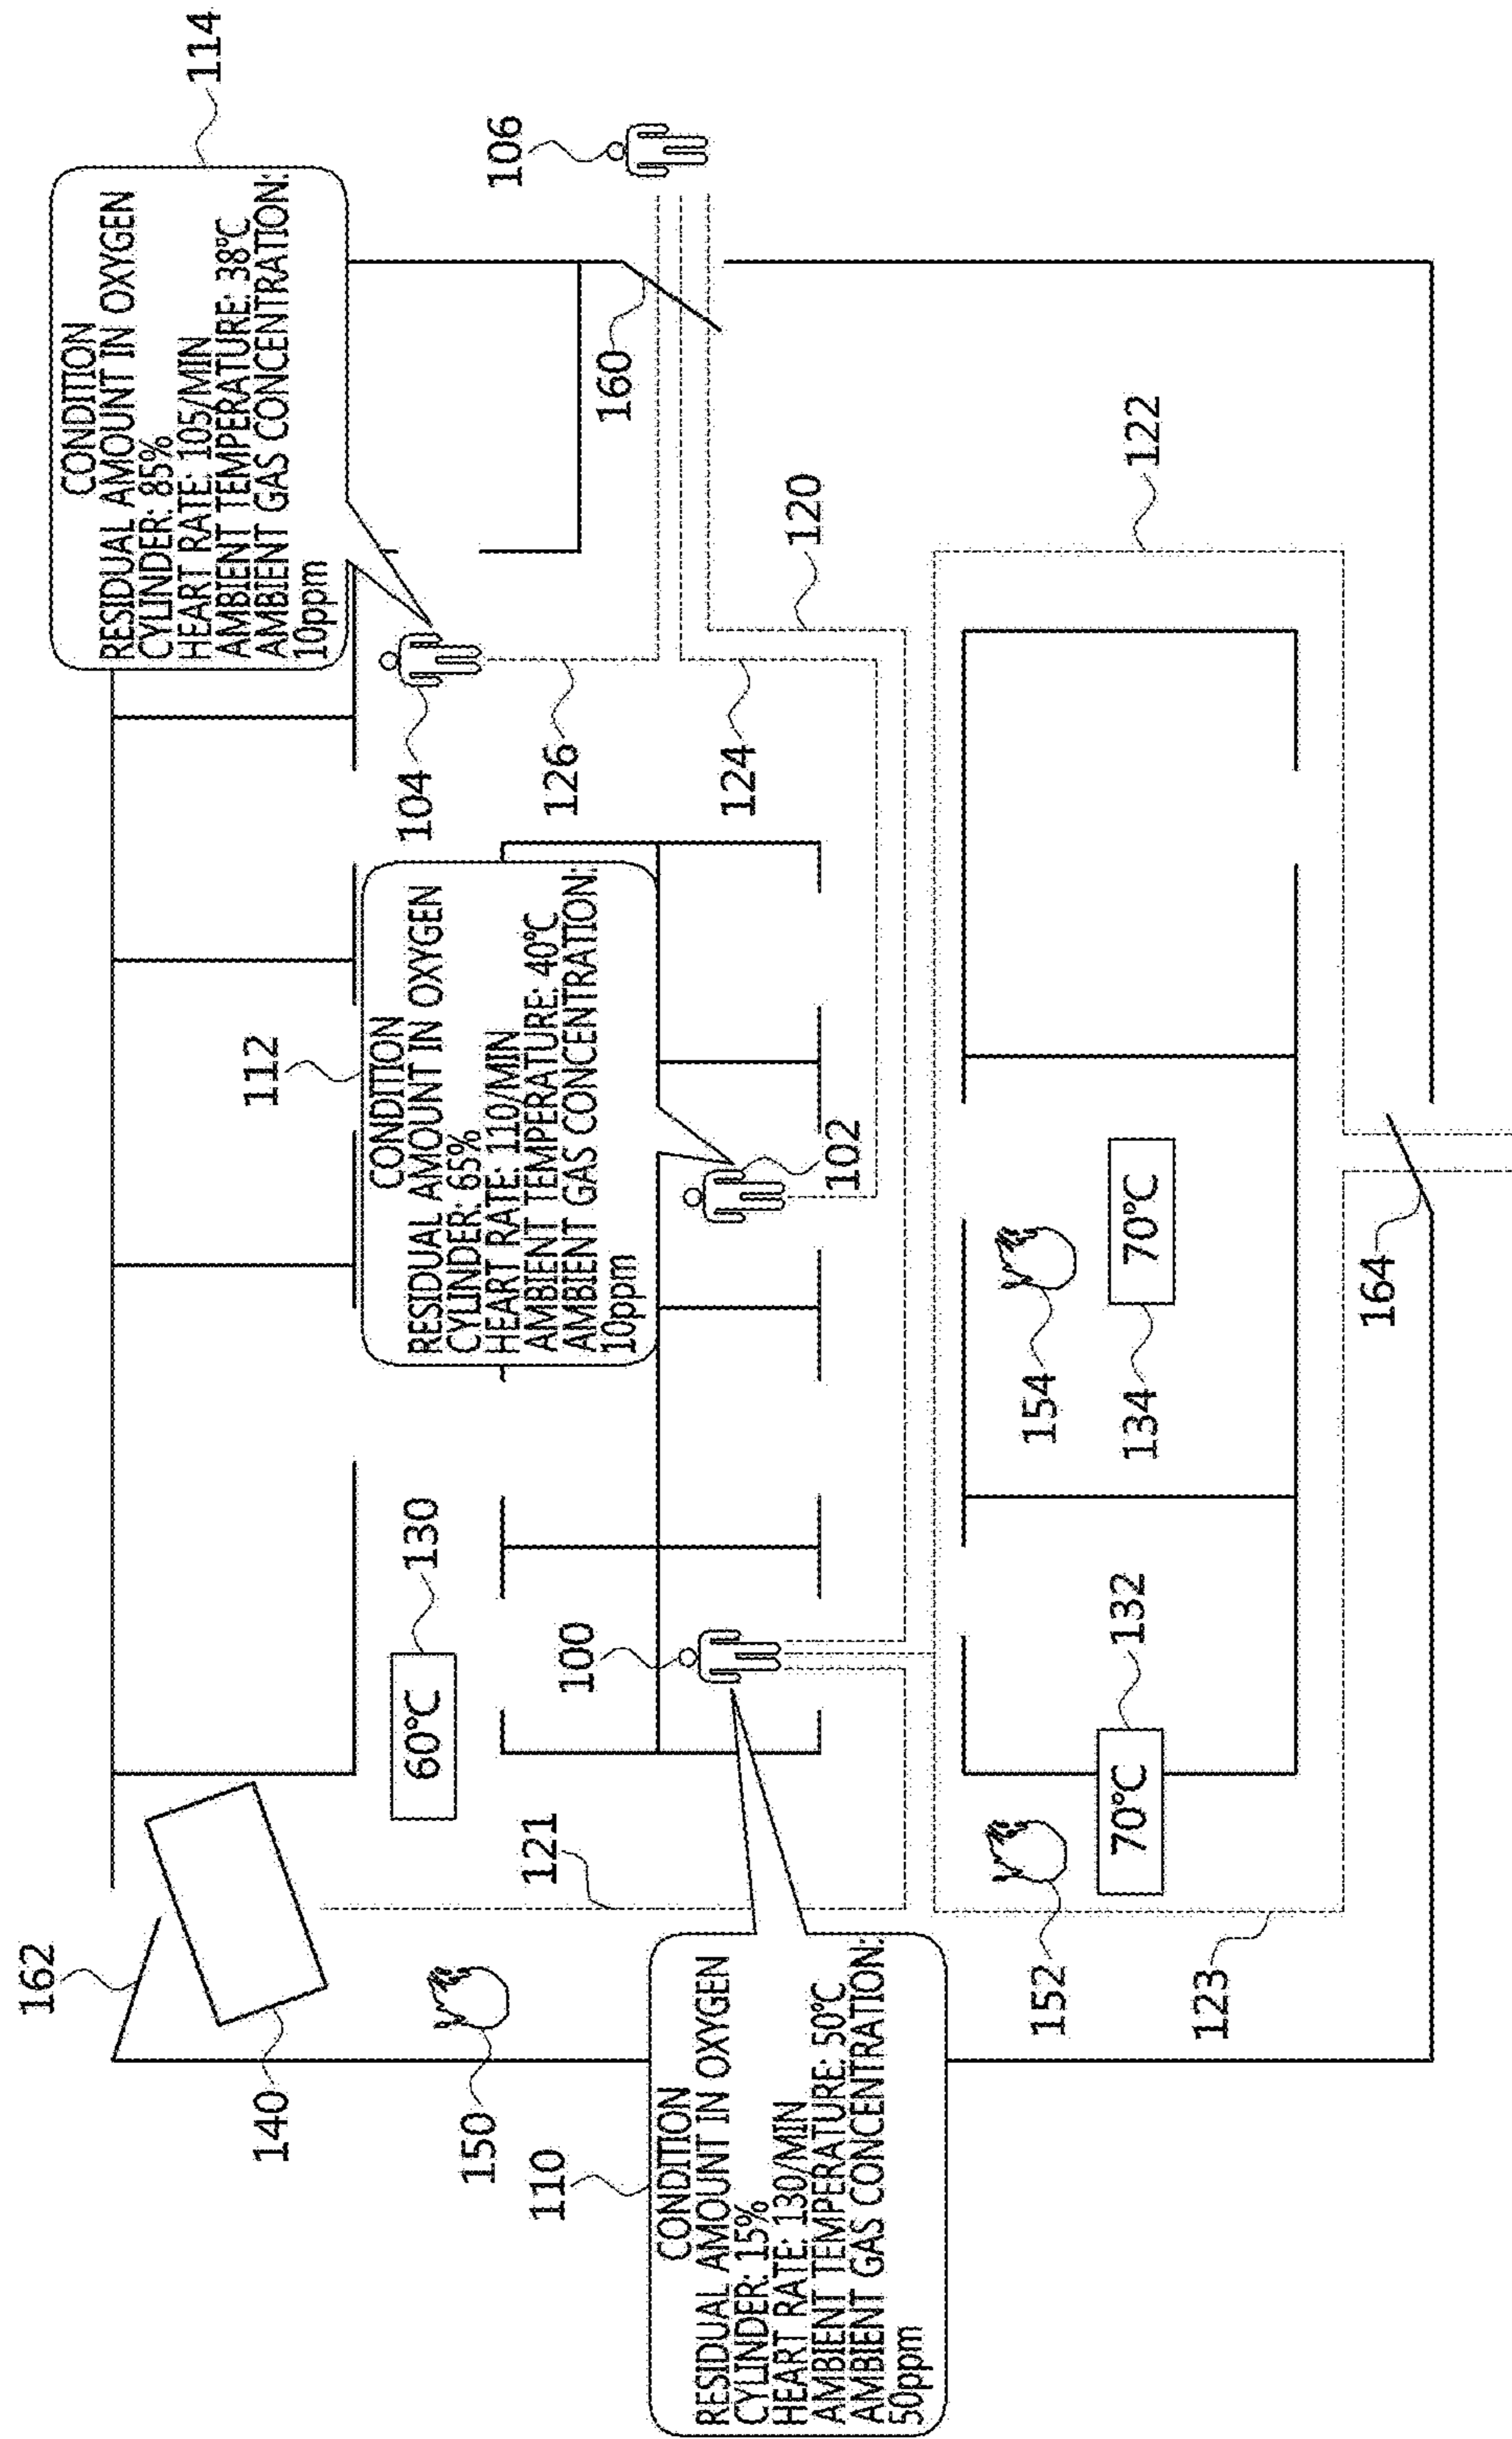 114
CONDITION
RESIDUAL AMOUNT IN OXYGEN
CYLINDER: 85%
HEART RATE: 105/MIN
AMBIENT TEMPERATURE: 38°C
AMBIENT GAS CONCENTRATION:
10ppm
106
104
126
160
124
120
122
112
CONDITION
RESIDUAL AMOUNT IN OXYGEN
CYLINDER: 65%
HEART RATE: 110/MIN
AMBIENT TEMPERATURE: 40°C
AMBIENT GAS CONCENTRATION:
10ppm
102
130
60°C
100
154
70°C
134
132
70°C
164
162
140
150
121
152
123
110
CONDITION
RESIDUAL AMOUNT IN OXYGEN
CYLINDER: 15%
HEART RATE: 130/MIN
AMBIENT TEMPERATURE: 50°C
AMBIENT GAS CONCENTRATION:
50ppm